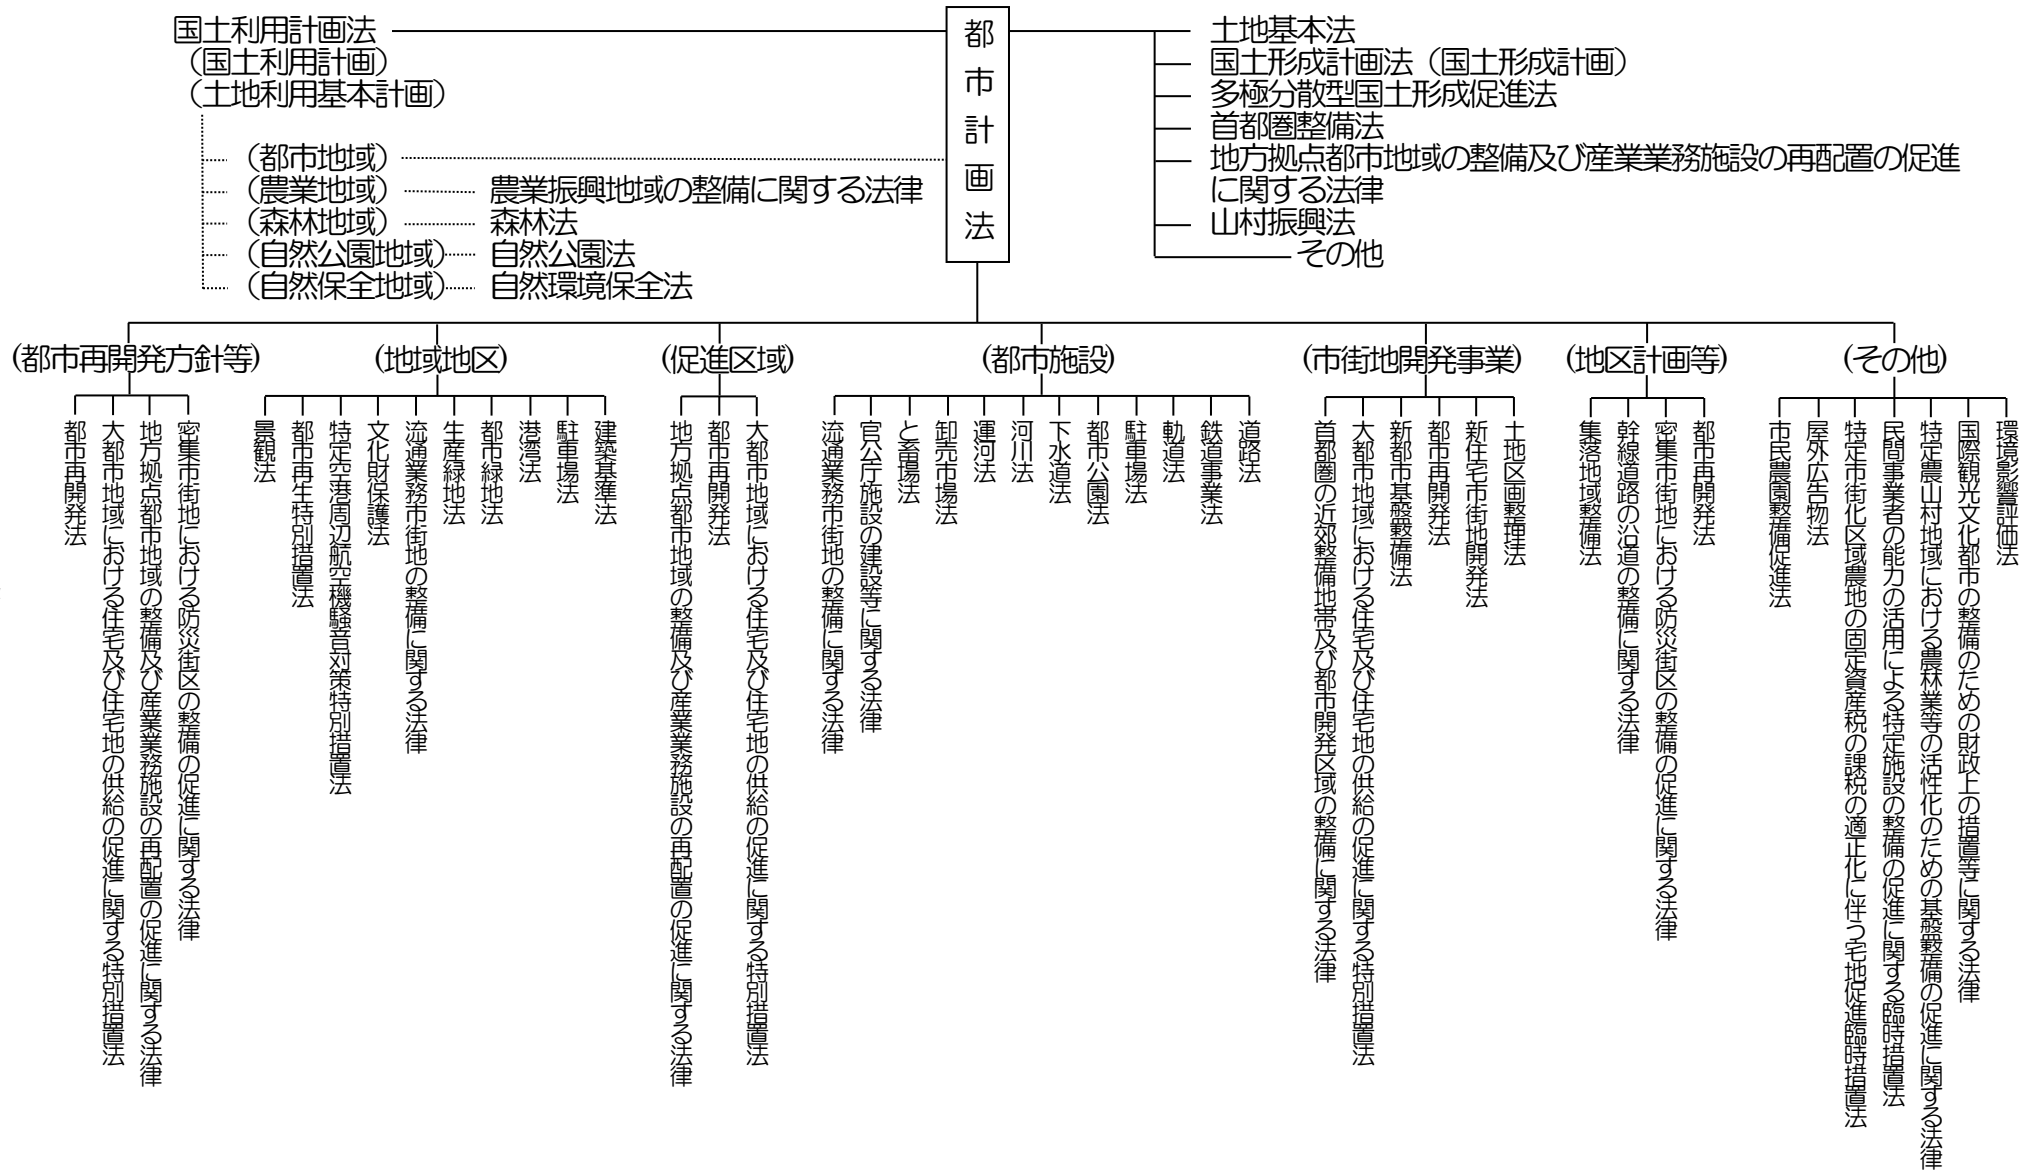 国土利用計画法
（国土利用計画）
（土地利用基本計画）
（都市地域）
（農業地域）
農業振興地域の整備に関する法律
（森林地域）
森林法
（自然公園地域）
自然公園法
（自然保全地域）
自然環境保全法
都市計画法
土地基本法
国土形成計画法（国土形成計画）
多極分散型国土形成促進法
首都圏整備法
地方拠点都市地域の整備及び産業業務施設の再配置の促進
に関する法律
山村振興法
その他
(都市再開発方針等)
都市再開発法
大都市地域における住宅及び住宅地の供給の促進に関する特別措置法
地方拠点都市地域の整備及び産業業務施設の再配置の促進に関する法律
密集市街地における防災街区の整備の促進に関する法律
(地域地区)
景観法
都市再生特別措置法
特定空港周辺航空機騒音対策特別措置法
文化財保護法
流通業務市街地の整備に関する法律
生産緑地法
都市緑地法
港湾法
駐車場法
建築基準法
(促進区域)
地方拠点都市地域の整備及び産業業務施設の再配置の促進に関する法律
都市再開発法
大都市地域における住宅及び住宅地の供給の促進に関する特別措置法
(都市施設)
流通業務市街地の整備に関する法律
官公庁施設の建設等に関する法律
と畜場法
卸売市場法
運河法
河川法
下水道法
都市公園法
駐車場法
軌道法
鉄道事業法
道路法
(市街地開発事業)
首都圏の近郊整備地帯及び都市開発区域の整備に関する法律
大都市地域における住宅及び住宅地の供給の促進に関する特別措置法
新都市基盤整備法
都市再開発法
新住宅市街地開発法
土地区画整理法
(地区計画等)
集落地域整備法
幹線道路の沿道の整備に関する法律
密集市街地における防災街区の整備の促進に関する法律
都市再開発法
(その他)
市民農園整備促進法
屋外広告物法
特定市街化区域農地の固定資産税の課税の適正化に伴う宅地促進臨時措置法
民間事業者の能力の活用による特定施設の整備の促進に関する臨時措置法
特定農山村地域における農林業等の活性化のための基盤整備の促進に関する法律
国際観光文化都市の整備のための財政上の措置等に関する法律
環境影響評価法